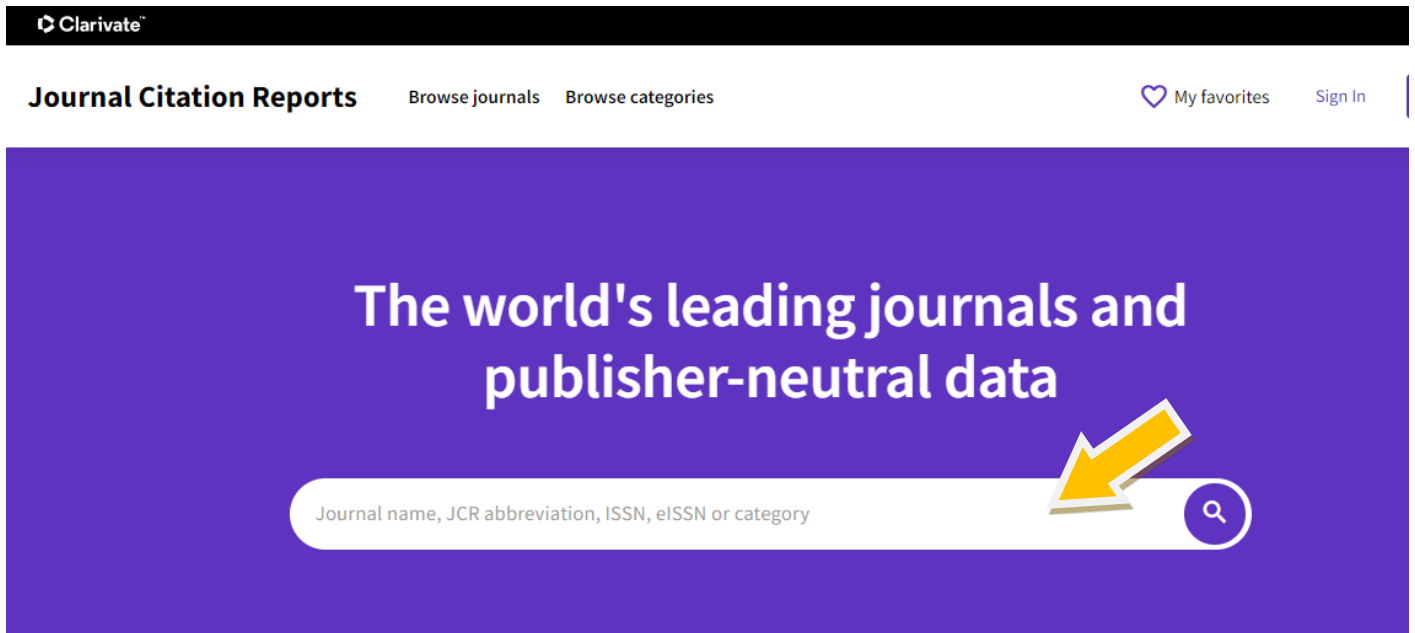 Clarivate™
Journal Citation Reports Browse journals Browse categories My favorites Sign In
The world's leading journals and
publisher-neutral data
Journal name, JCR abbreviation, ISSN, eISSN or category